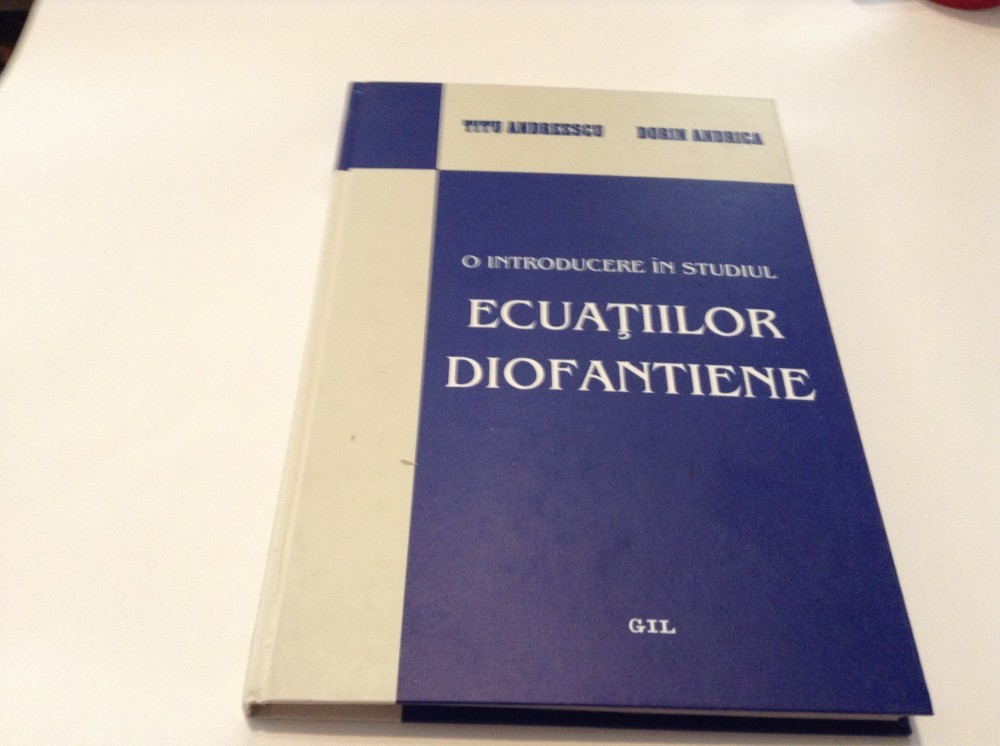 TITU ANDREESCU DORIN ANDRICA
O INTRODUCERE ÎN STUDIUL
ECUAŢIILOR
DIOFANTIENE
GIL